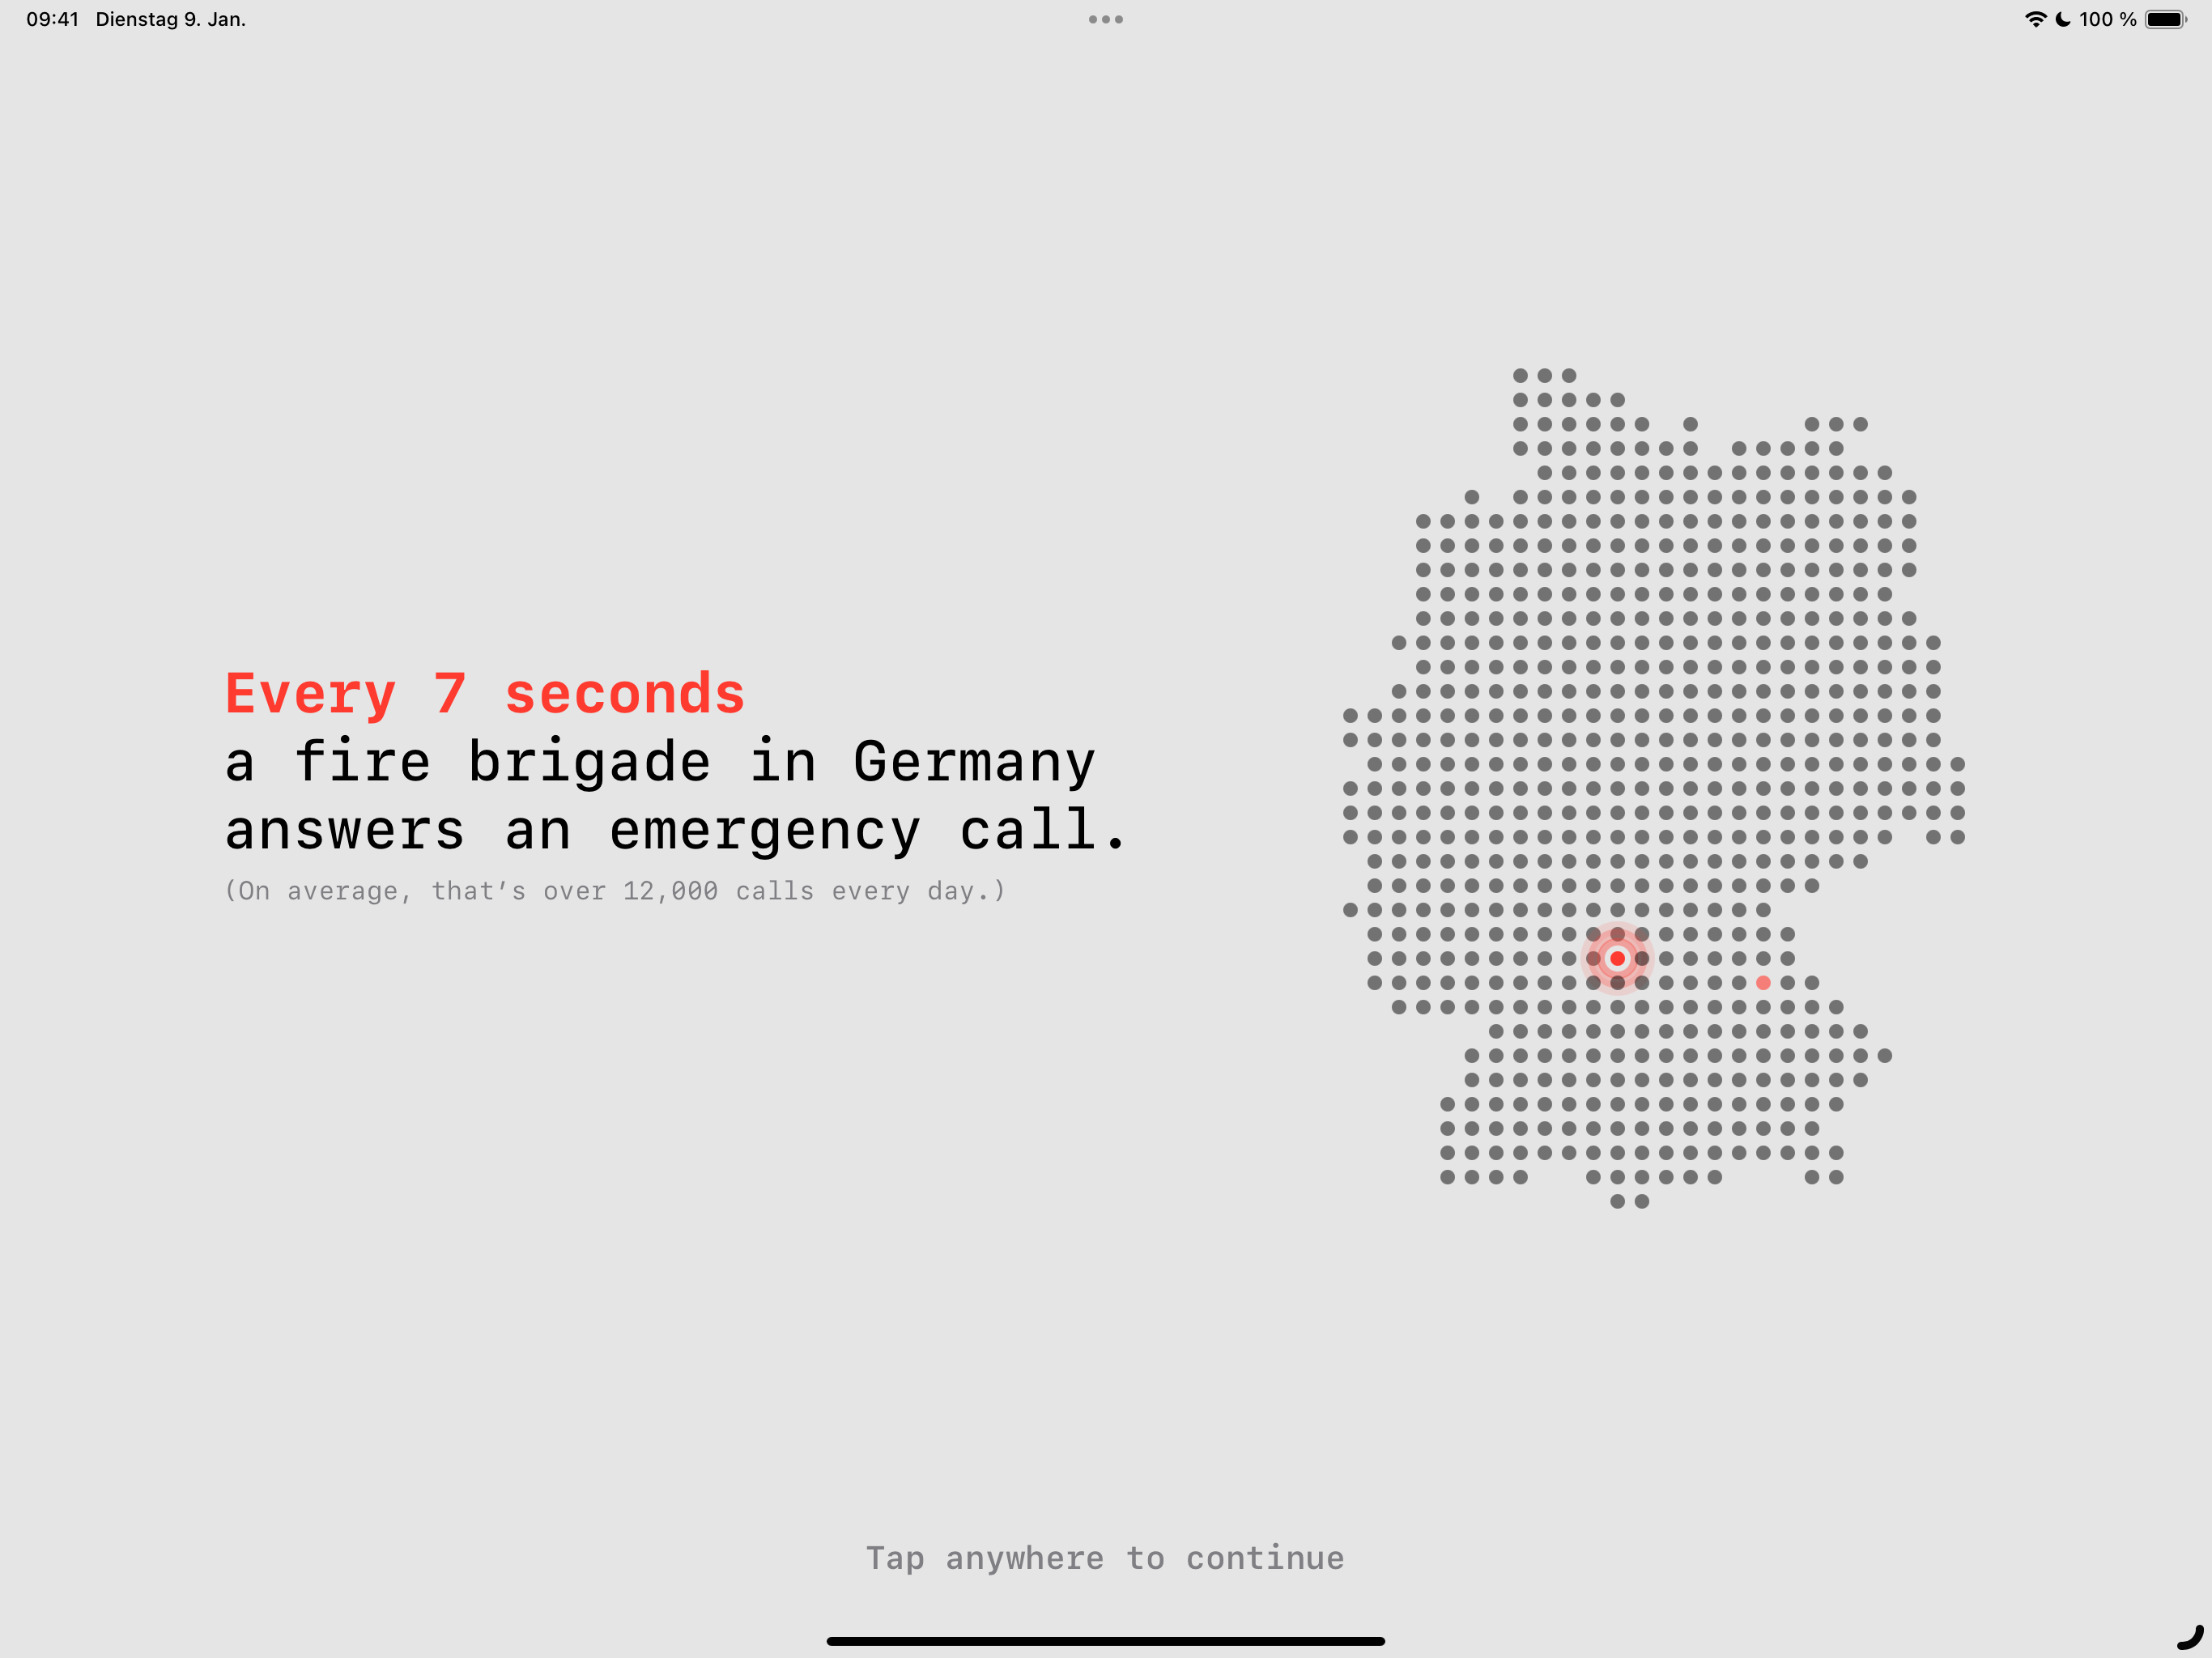 09:41 Dienstag 9. Jan.
100 %
Every 7 seconds
a fire brigade in Germany
answers an emergency call.
(On average, that’s over 12,000 calls every day.)
Tap anywhere to continue